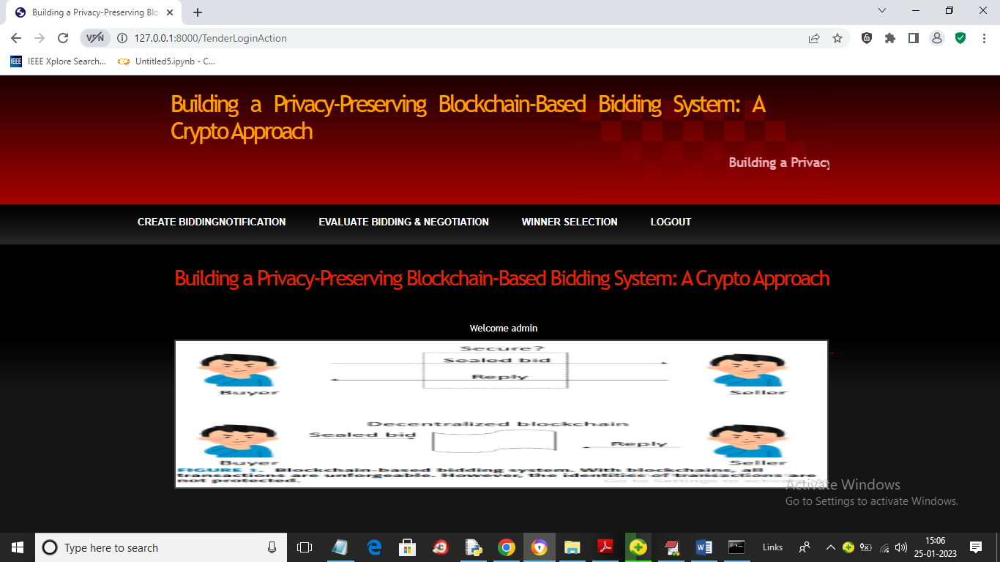 Building a Privacy-Preserving Blo
127.0.0.1:8000/TenderLoginAction
IEEE Xplore Search...
Untitled5.ipynb - C...
Building a Privacy-Preserving Blockchain-Based Bidding System: A
Crypto Approach
Building a Privacy
CREATE BIDDINGNOTIFICATION
EVALUATE BIDDING & NEGOTIATION
WINNER SELECTION
LOGOUT
Building a Privacy-Preserving Blockchain-Based Bidding System: A Crypto Approach
Welcome admin
Secure?
Sealed bid
Reply
Buyer
Seller
Decentralized blockchain
Sealed bid
Reply
Buyer
Seller
FIGURE 1. Blockchain-based bidding system. With blockchains, all
transactions are unforgeable. However, the identities of transactions are
not protected.
Activate Windows
Go to Settings to activate Windows.
Type here to search
Links
15:06
25-01-2023